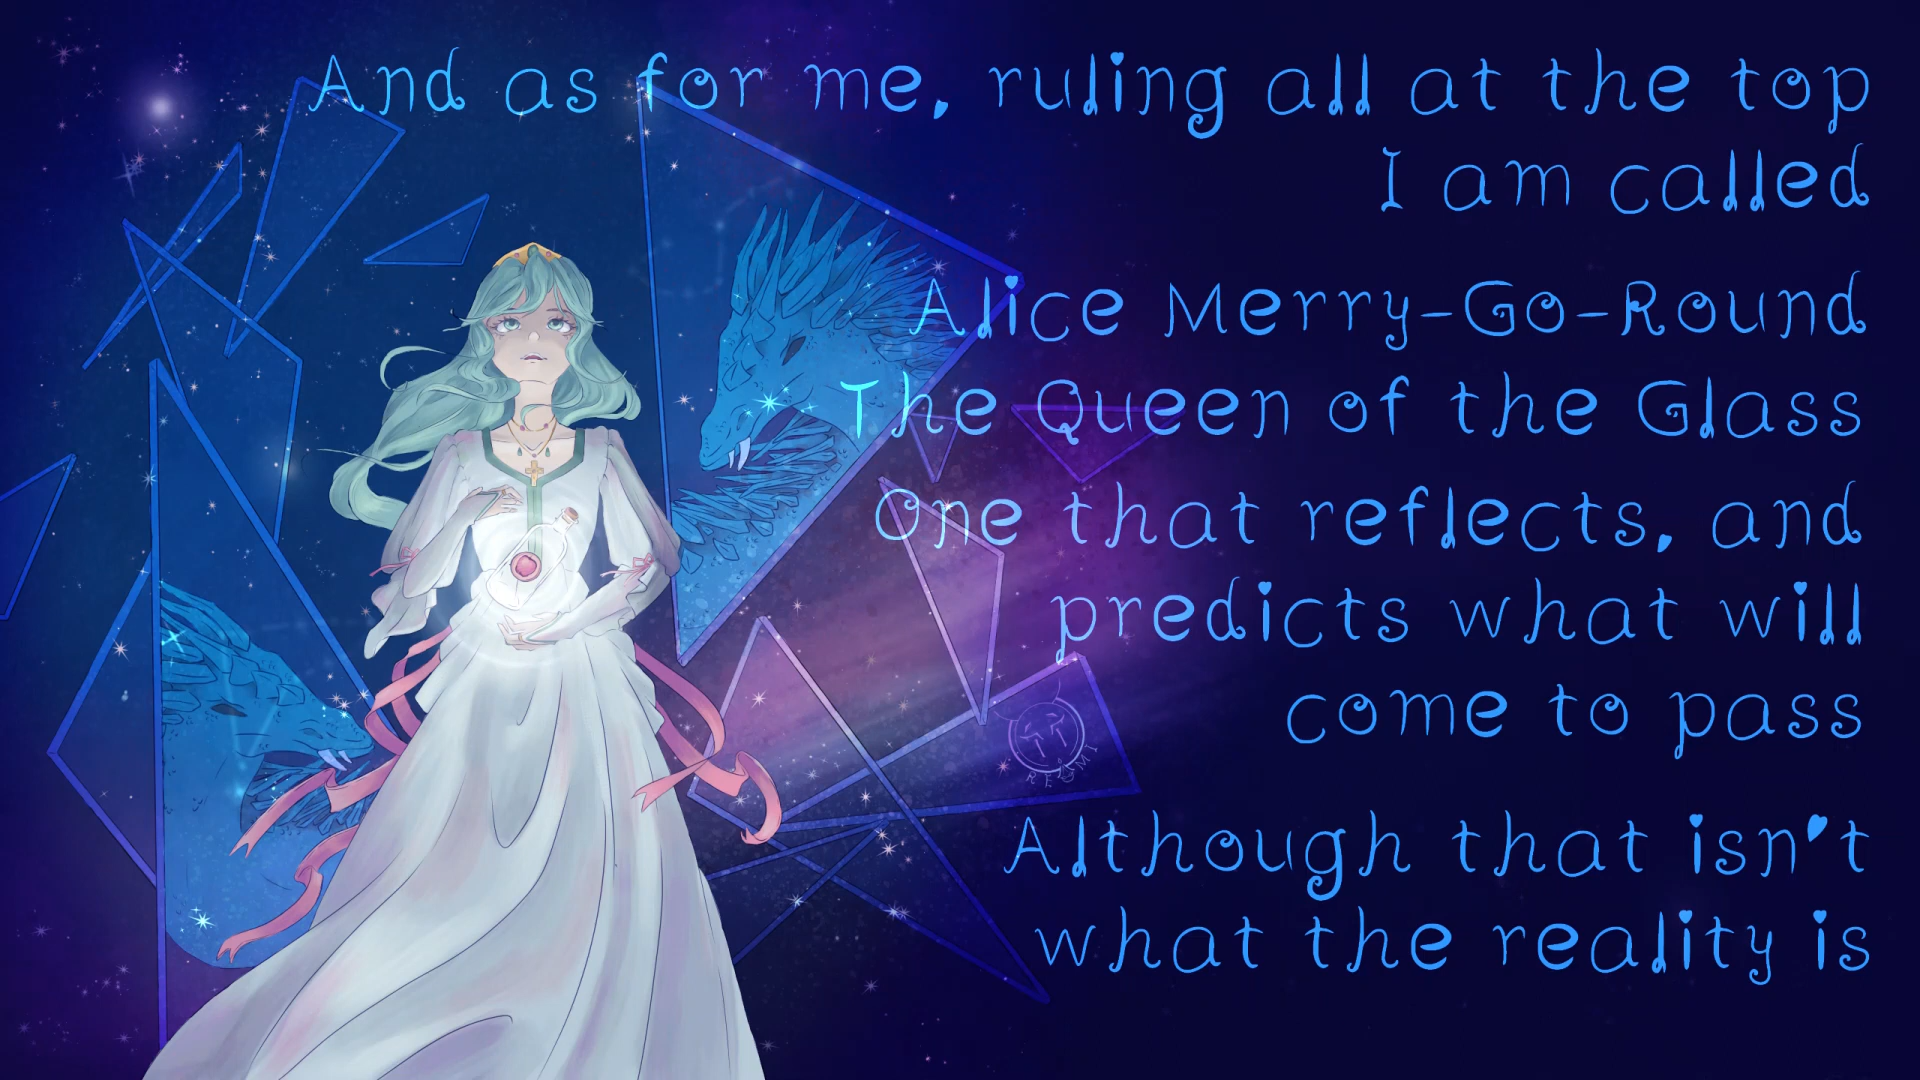 And as for me, ruling all at the top
I am called
Alice Merry-Go-Round
The Queen of the Glass
One that reflects, and
predicts what will
come to pass
Although that isn't
what the reality is